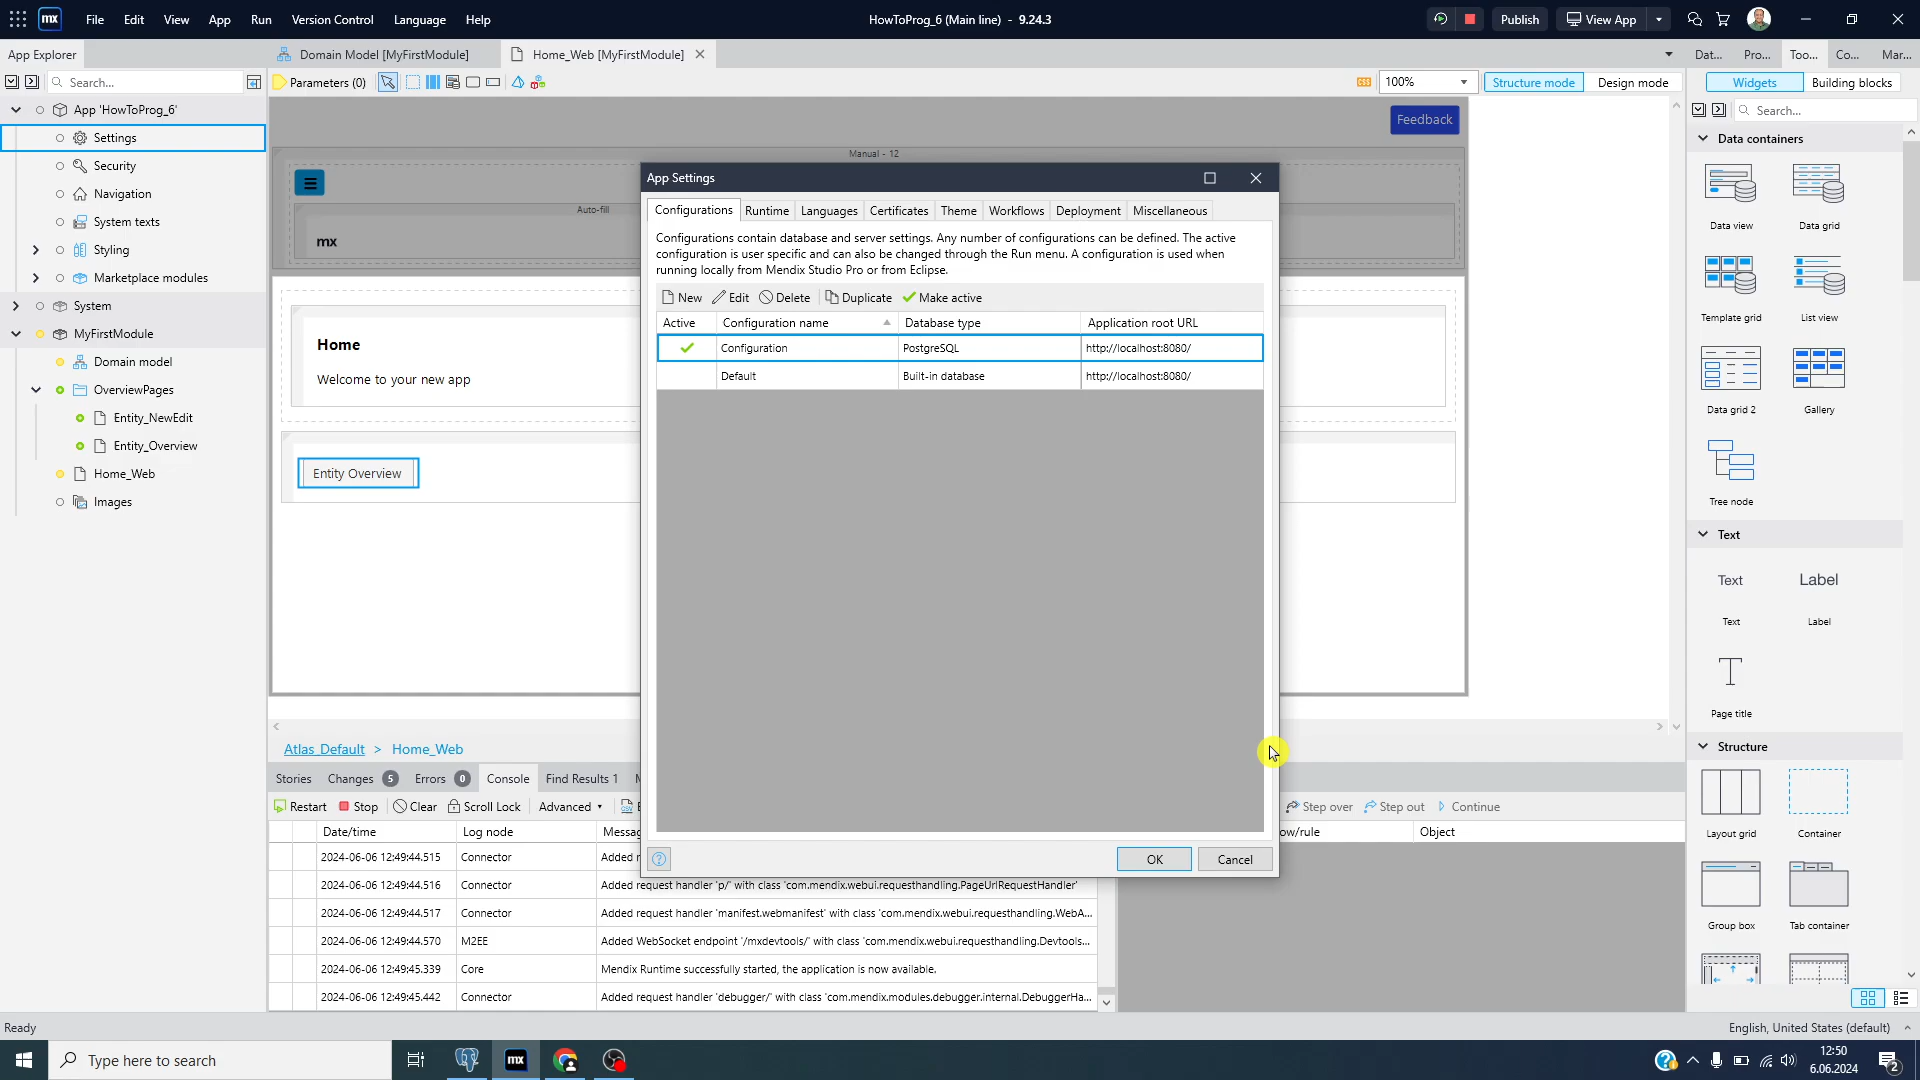 mx File Edit View App Run Version Control Language Help HowToProg_6 (Main line) - 9.24.3 Publish View App
App Explorer Domain Model [MyFirstModule] Home_Web [MyFirstModule] Dat... Pro... Too... Co... Mar...
Search... Parameters (0) 100% Structure mode Design mode Widgets Building blocks
Search...
App 'HowToProg_6'
Settings
Security
Navigation
System texts
Styling
Marketplace modules
System
MyFirstModule
Domain model
OverviewPages
Entity_NewEdit
Entity_Overview
Home_Web
Images
Feedback
Manual - 12
Auto-fill
mx
Home
Welcome to your new app
Entity Overview
App Settings
Configurations Runtime Languages Certificates Theme Workflows Deployment Miscellaneous
Configurations contain database and server settings. Any number of configurations can be defined. The active
configuration is user specific and can also be changed through the Run menu. A configuration is used when
running locally from Mendix Studio Pro or from Eclipse.
New Edit Delete Duplicate Make active
Active Configuration name Database type Application root URL
Configuration PostgreSQL http://localhost:8080/
Default Built-in database http://localhost:8080/
OK Cancel
Data containers
Data view Data grid
Template grid List view
Data grid 2 Gallery
Tree node
Text
Text Label
Text Label
Page title
Structure
Layout grid Container
Group box Tab container
Atlas_Default > Home_Web
Stories Changes 5 Errors 0 Console Find Results 1
Restart Stop Clear Scroll Lock Advanced Step over Step out Continue
Date/time Log node Messag ow/rule Object
2024-06-06 12:49:44.515 Connector Added r
2024-06-06 12:49:44.516 Connector Added request handler 'p/' with class 'com.mendix.webui.requesthandling.PageUrlRequestHandler'
2024-06-06 12:49:44.517 Connector Added request handler 'manifest.webmanifest' with class 'com.mendix.webui.requesthandling.WebA...
2024-06-06 12:49:44.570 M2EE Added WebSocket endpoint '/mxdevtools/' with class 'com.mendix.webui.requesthandling.Devtools...
2024-06-06 12:49:45.339 Core Mendix Runtime successfully started, the application is now available.
2024-06-06 12:49:45.442 Connector Added request handler 'debugger/' with class 'com.mendix.modules.debugger.internal.DebuggerHa...
Ready English, United States (default)
Type here to search mx 12:50
6.06.2024 2